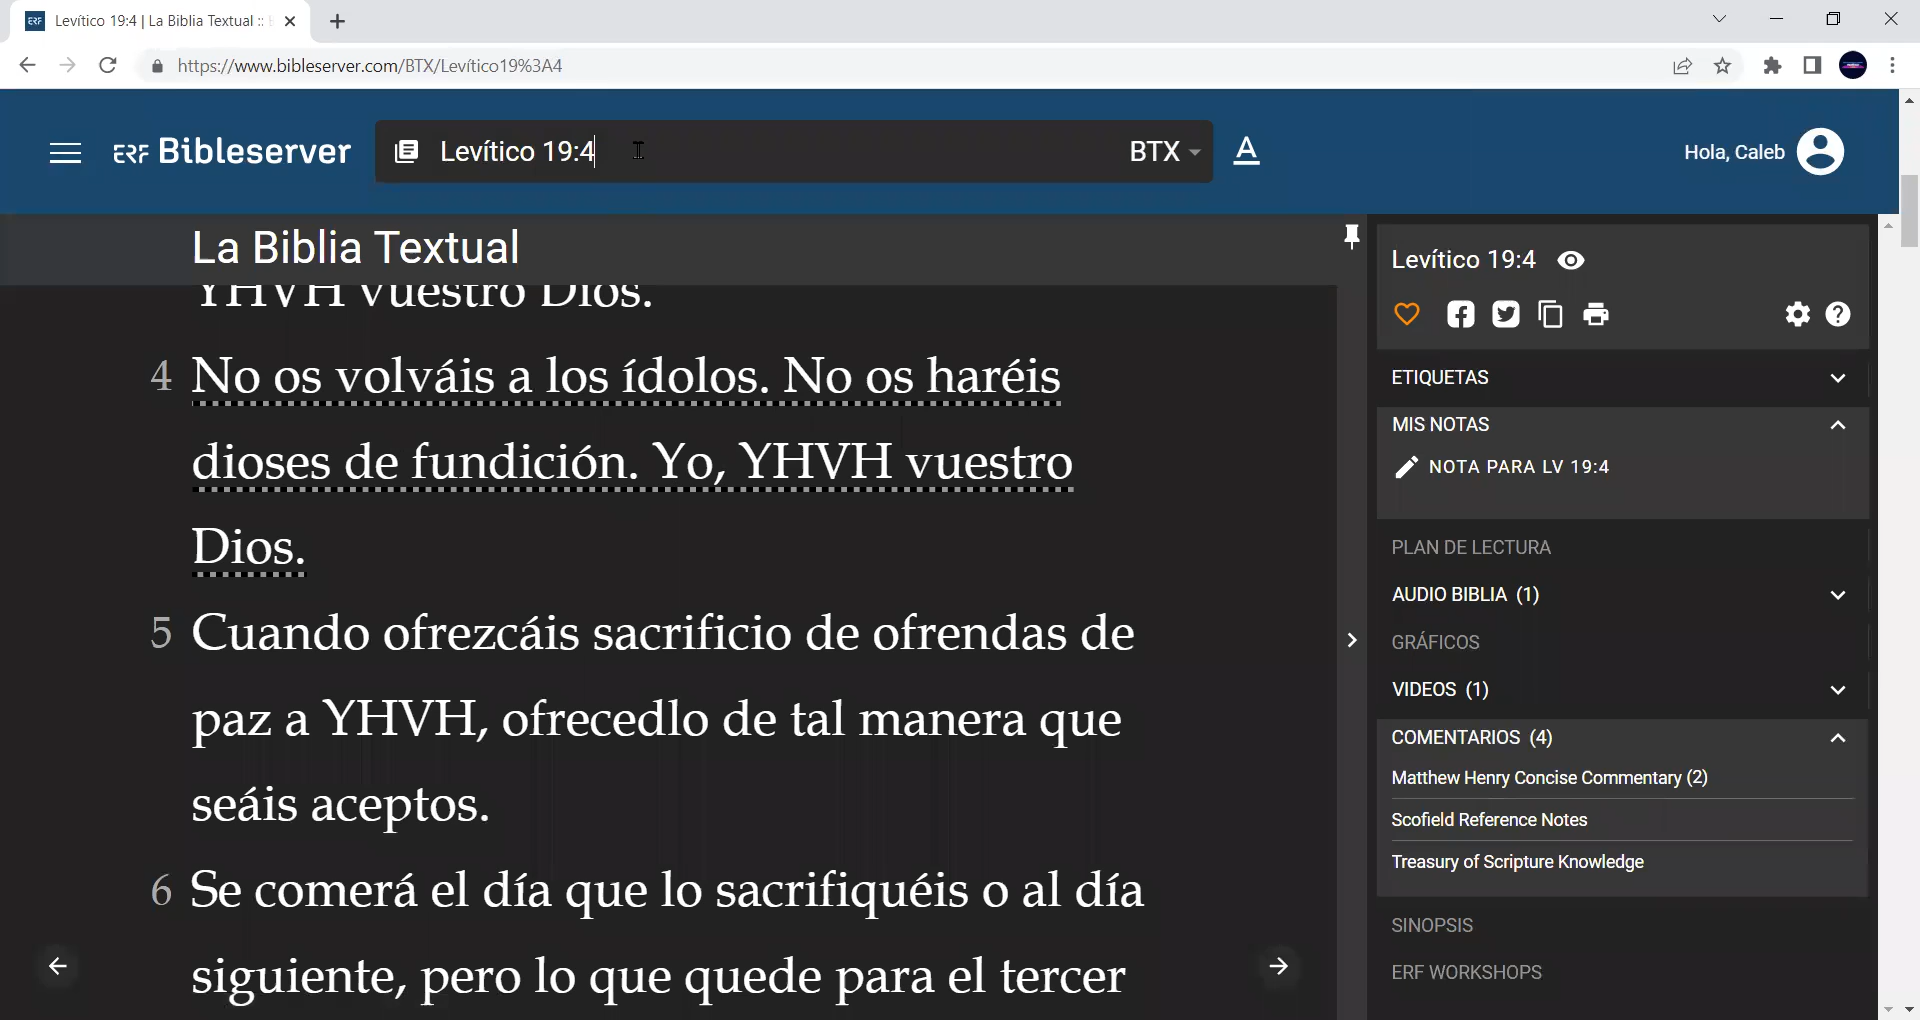 Levítico 19:4 | La Biblia Textual ::
https://www.bibleserver.com/BTX/Levítico19%3A4
ERF Bibleserver
Levítico 19:4
BTX
A
Hola, Caleb
La Biblia Textual
YHVH vuestro Dios.
4 No os volváis a los ídolos. No os haréis
dioses de fundición. Yo, YHVH vuestro
Dios.
5 Cuando ofrezcáis sacrificio de ofrendas de
paz a YHVH, ofrecedlo de tal manera que
seáis aceptos.
6 Se comerá el día que lo sacrifiquéis o al día
siguiente, pero lo que quede para el tercer
Levítico 19:4
ETIQUETAS
MIS NOTAS
NOTA PARA LV 19:4
PLAN DE LECTURA
AUDIO BIBLIA (1)
GRÁFICOS
VIDEOS (1)
COMENTARIOS (4)
Matthew Henry Concise Commentary (2)
Scofield Reference Notes
Treasury of Scripture Knowledge
SINOPSIS
ERF WORKSHOPS